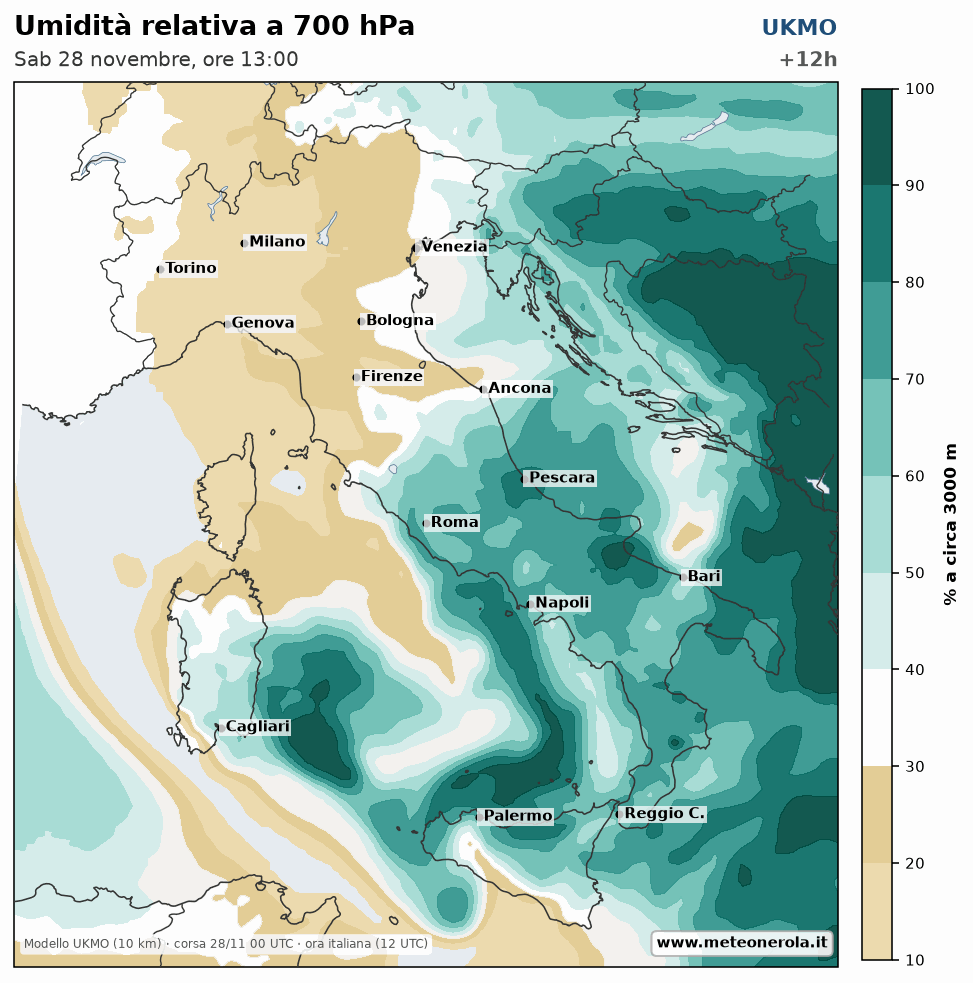 Umidità relativa a 700 hPa
UKMO
Sab 28 novembre, ore 13:00
+12h
100
90
80
70
60
50
40
30
20
10
% a circa 3000 m
Milano
Venezia
Torino
Genova
Bologna
Firenze
Ancona
Pescara
Roma
Bari
Napoli
Cagliari
Palermo
Reggio C.
Modello UKMO (10 km) · corsa 28/11 00 UTC · ora italiana (12 UTC)
www.meteonerola.it